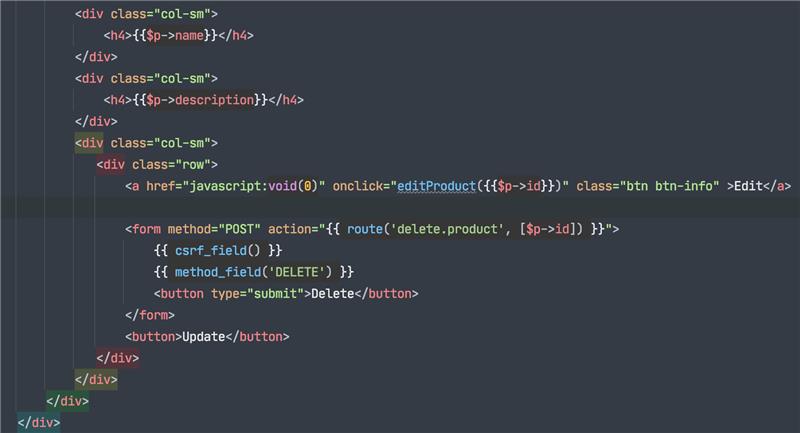 <div class="col-sm">
<h4>{{$p->name}}</h4>
</div>
<div class="col-sm">
<h4>{{$p->description}}</h4>
</div>
<div class="col-sm">
<div class="row">
<a href="javascript:void(0)" onclick="editProduct({{$p->id}})" class="btn btn-info" >Edit</a>
<form method="POST" action="{{ route('delete.product', [$p->id]) }}">
{{ csrf_field() }}
{{ method_field('DELETE') }}
<button type="submit">Delete</button>
</form>
<button>Update</button>
</div>
</div>
</div>
</div>